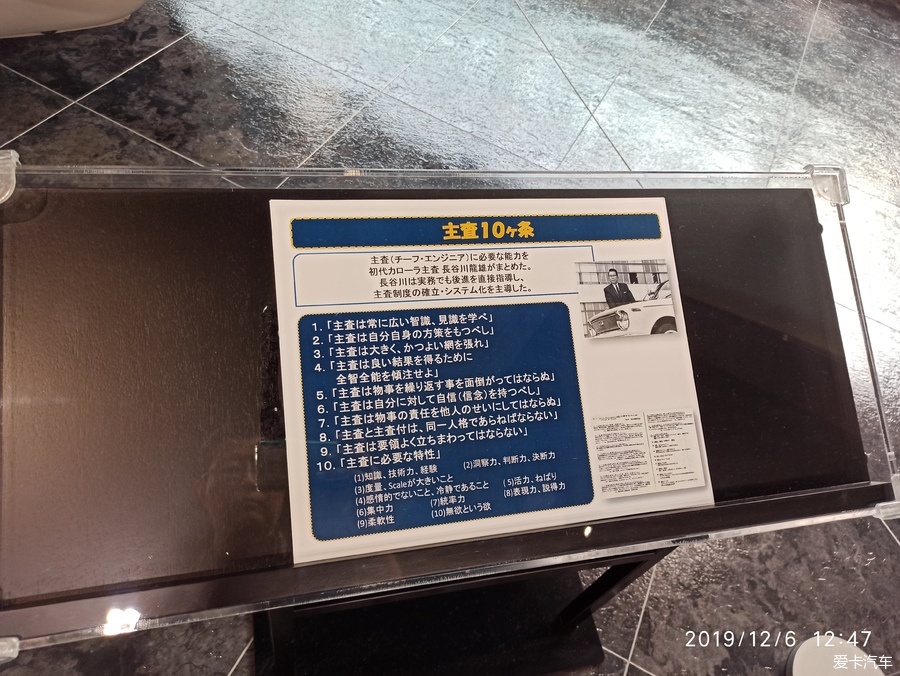 主査10ヶ条
主査(チーフ・エンジニア)に必要な能力を
初代カローラ主査 長谷川龍雄がまとめた。
長谷川は実務でも後進を直接指導し、
主査制度の確立・システム化を主導した。
1.「主査は常に広い智識、見識を学べ」
2.「主査は自分自身の方策をもつべし」
3.「主査は大きく、かつよい網を張れ」
4.「主査は良い結果を得るために
全智全能を傾注せよ」
5.「主査は物事を繰り返す事を面倒がってはならぬ」
6.「主査は自分に対して自信(信念)を持つべし」
7.「主査は物事の責任を他人のせいにしてはならぬ」
8.「主査と主査付は、同一人格であらねばならない」
9.「主査は要領よく立ちまわってはならない」
10.「主査に必要な特性」
(1)知識、技術力、経験 (2)洞察力、判断力、決断力
(3)度量、Scaleが大きいこと
(4)感情的でないこと、冷静であること (5)活力、ねばり
(6)集中力 (7)統率力 (8)表現力、説得力
(9)柔軟性 (10)無欲という欲
2019/12/6 12:47
爱卡汽车